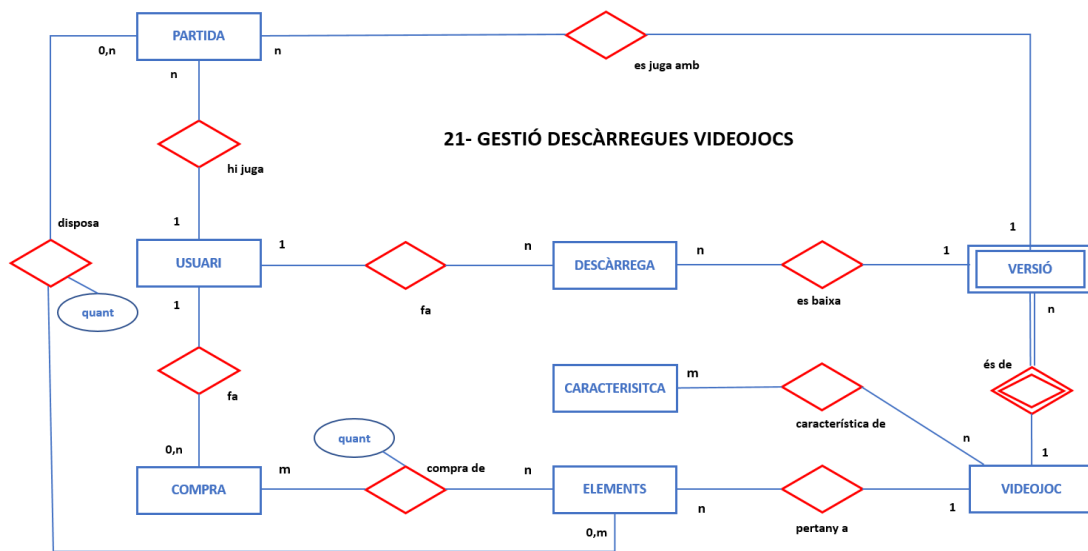 PARTIDA
0,n
n
n
es juga amb
21- GESTIÓ DESCÀRREGUES VIDEOJOCS
hi juga
disposa
1
1
1
n
n
1
USUARI
DESCÀRREGA
VERSIÓ
quant
1
fa
es baixa
n
fa
CARACTERISITCA
m
és de
característica de
quant
0,n
m
compra de
n
n
1
COMPRA
ELEMENTS
VIDEOJOC
n
1
0,m
pertany a